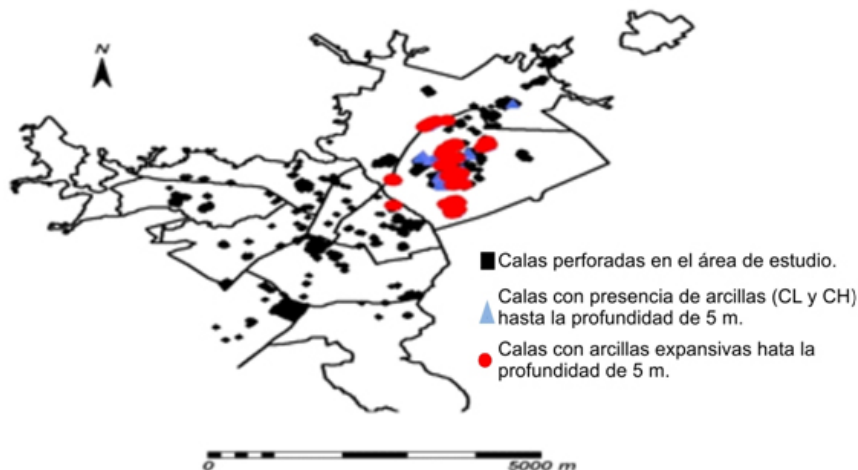 N
Calas perforadas en el área de estudio.
Calas con presencia de arcillas (CL y CH)
hasta la profundidad de 5 m.
Calas con arcillas expansivas hata la
profundidad de 5 m.
0 5000 m